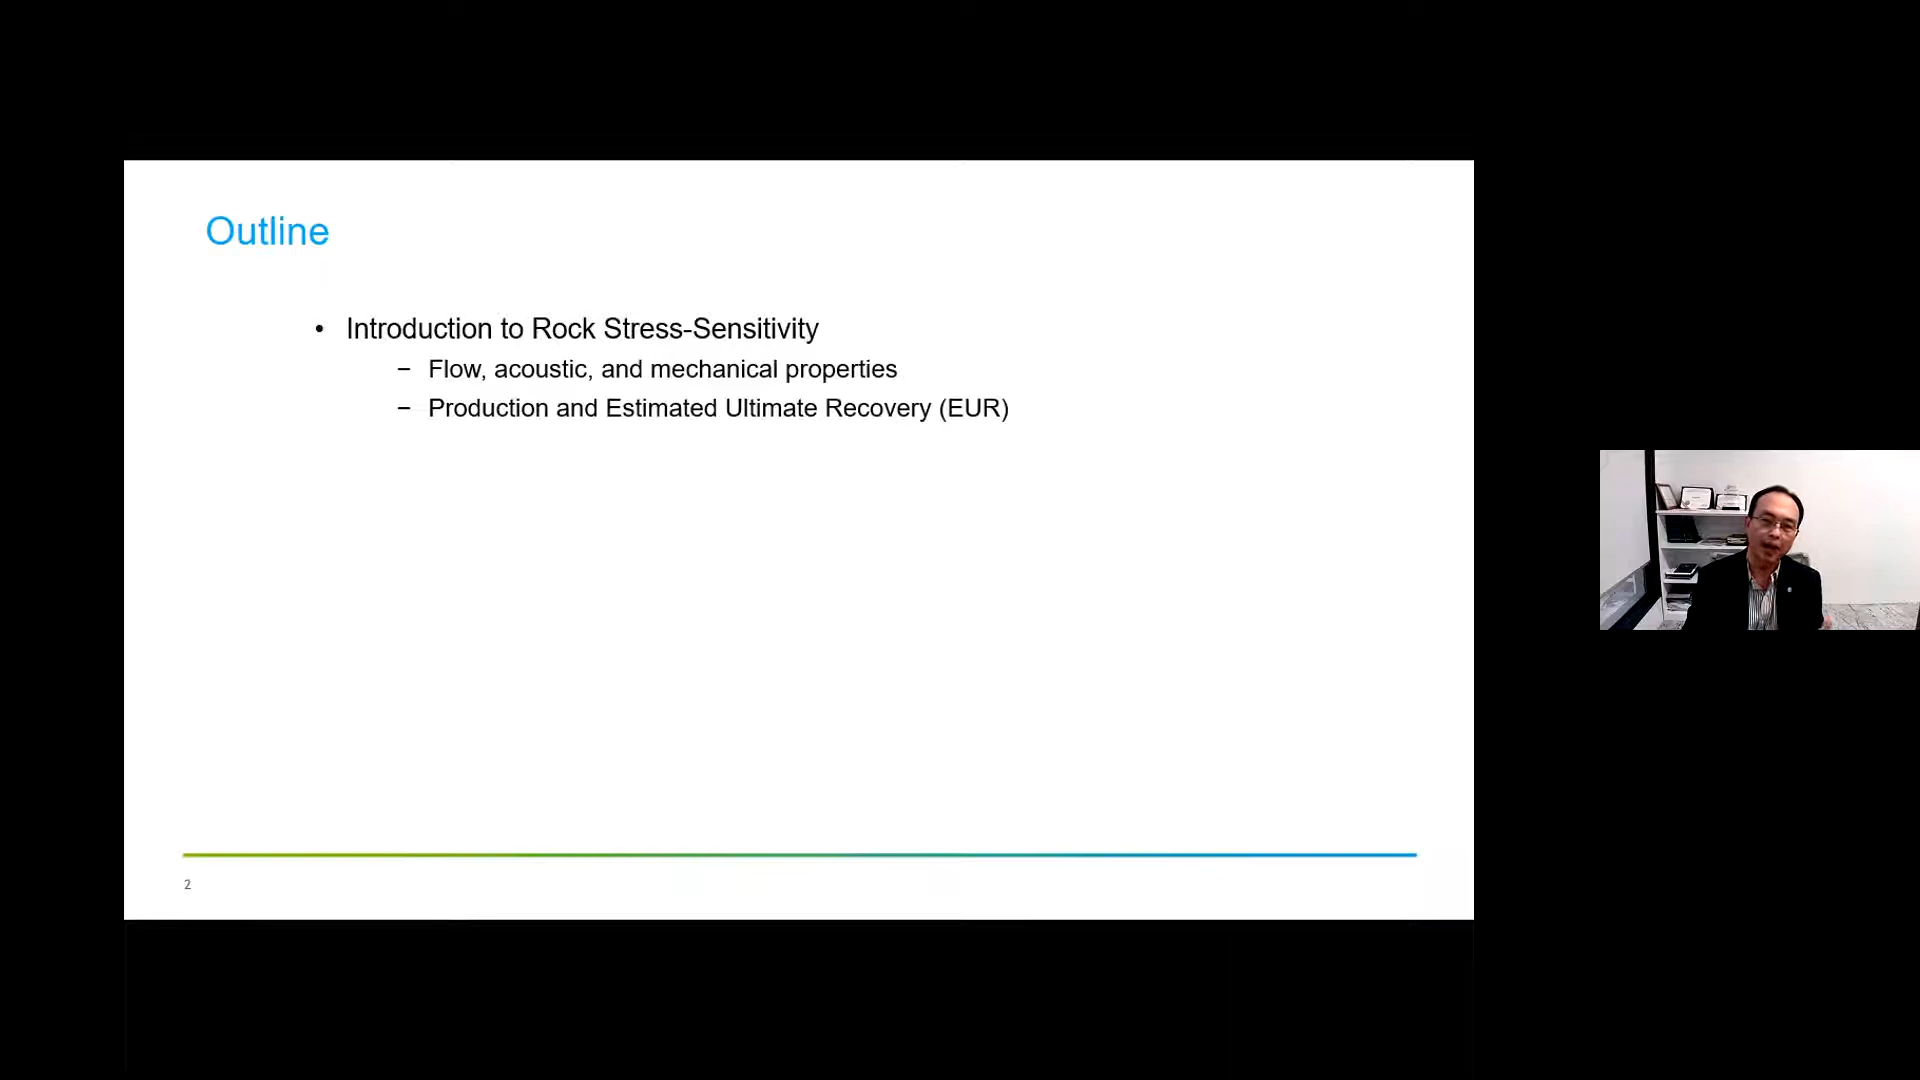 Outline
• Introduction to Rock Stress-Sensitivity
– Flow, acoustic, and mechanical properties
– Production and Estimated Ultimate Recovery (EUR)
2